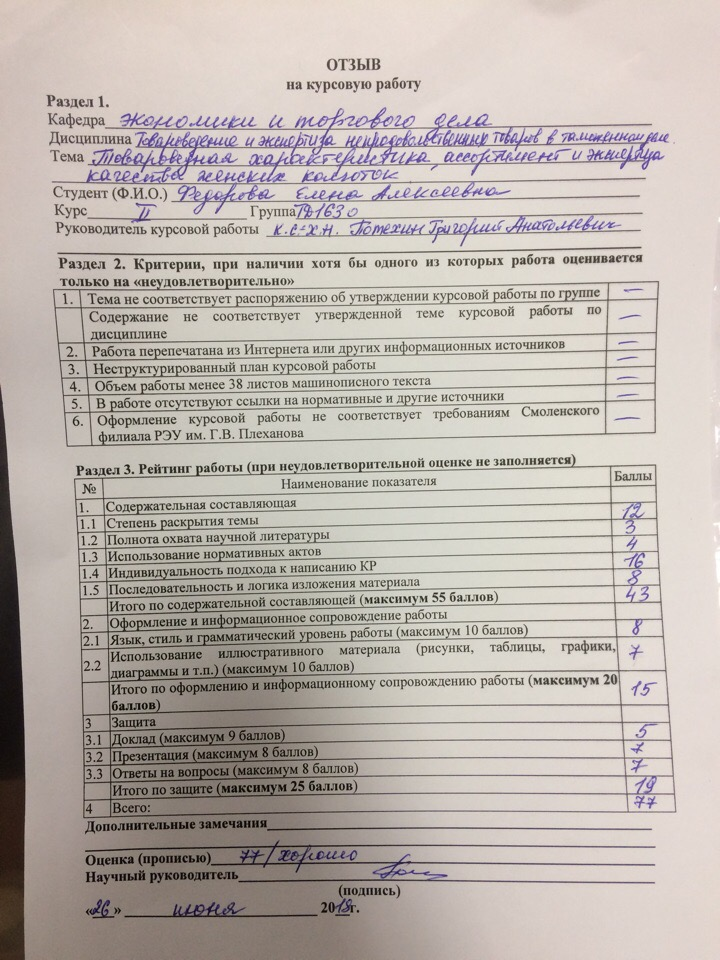 ОТЗЫВ
на курсовую работу
Раздел 1.
Кафедра Экономики и торгового дела
Дисциплина Товароведение и экспертиза непродовольственных товаров в таможенном деле
Тема Товароведная характеристика, ассортимент и экспертиза
качества женских колготок
Студент (Ф.И.О.) Федорова Елена Алексеевна
Курс II Группа ТД1630
Руководитель курсовой работы к.с.-х.н. Потехин Григорий Анатольевич
Раздел 2. Критерии, при наличии хотя бы одного из которых работа оценивается
только на «неудовлетворительно»
1. Тема не соответствует распоряжению об утверждении курсовой работы по группе —
Содержание не соответствует утвержденной теме курсовой работы по —
дисциплине
2. Работа перепечатана из Интернета или других информационных источников —
3. Неструктурированный план курсовой работы —
4. Объем работы менее 38 листов машинописного текста —
5. В работе отсутствуют ссылки на нормативные и другие источники —
6. Оформление курсовой работы не соответствует требованиям Смоленского —
филиала РЭУ им. Г.В. Плеханова
Раздел 3. Рейтинг работы (при неудовлетворительной оценке не заполняется)
№ Наименование показателя Баллы
1. Содержательная составляющая
1.1 Степень раскрытия темы 12
1.2 Полнота охвата научной литературы 3
1.3 Использование нормативных актов 4
1.4 Индивидуальность подхода к написанию КР 16
1.5 Последовательность и логика изложения материала 8
Итого по содержательной составляющей (максимум 55 баллов) 43
2. Оформление и информационное сопровождение работы
2.1 Язык, стиль и грамматический уровень работы (максимум 10 баллов) 8
2.2 Использование иллюстративного материала (рисунки, таблицы, графики, 7
диаграммы и т.п.) (максимум 10 баллов)
Итого по оформлению и информационному сопровождению работы (максимум 20 15
баллов)
3 Защита
3.1 Доклад (максимум 9 баллов) 5
3.2 Презентация (максимум 8 баллов) 7
3.3 Ответы на вопросы (максимум 8 баллов) 7
Итого по защите (максимум 25 баллов) 19
4 Всего: 77
Дополнительные замечания
Оценка (прописью) 77/хорошо
Научный руководитель
(подпись)
«26» июня 2018г.